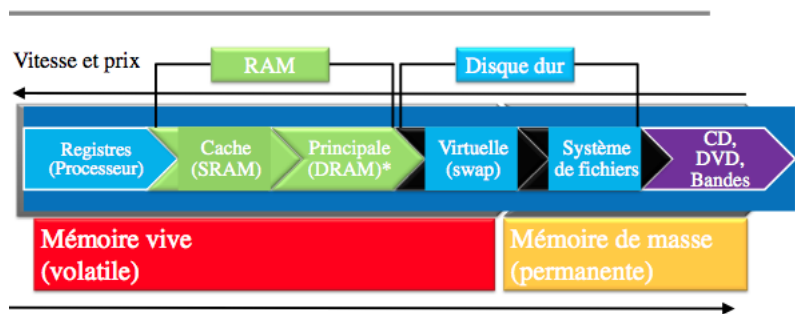 Vitesse et prix
RAM
Disque dur
Registres
(Processeur)
Cache
(SRAM)
Principale
(DRAM)*
Virtuelle
(swap)
Système
de fichiers
CD,
DVD,
Bandes
Mémoire vive
(volatile)
Mémoire de masse
(permanente)